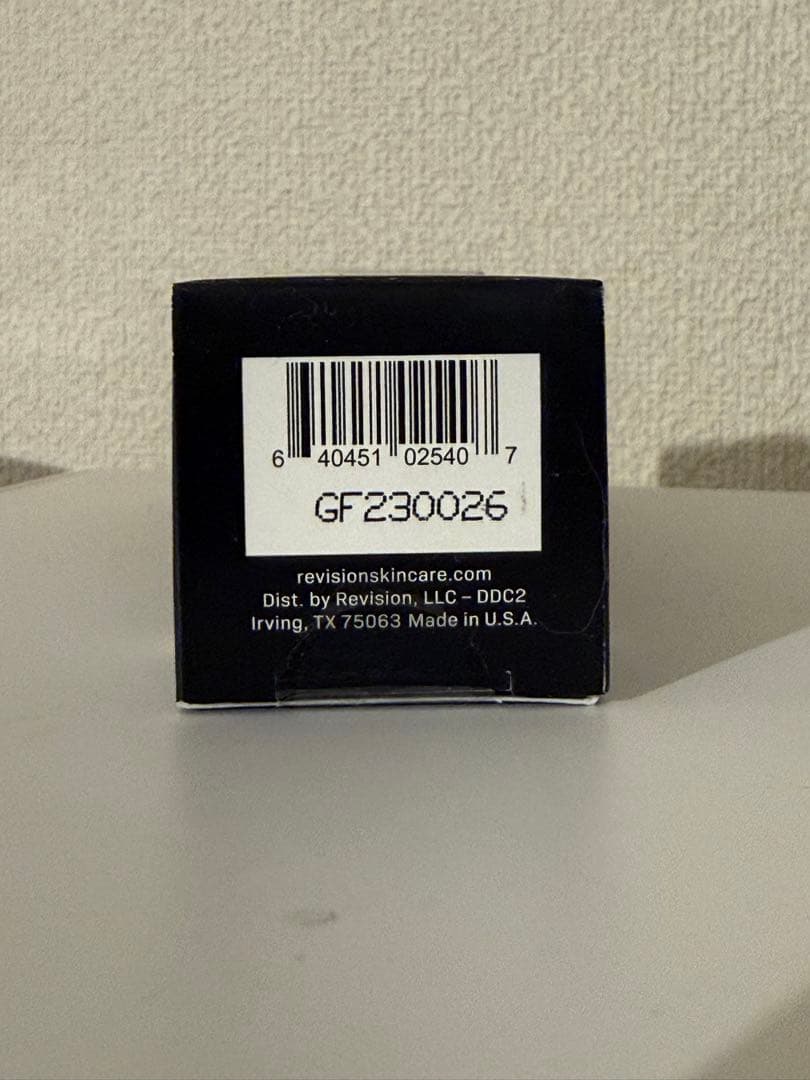 6 40451 02540 7
GF230026
revisionskincare.com
Dist. by Revision, LLC – DDC2
Irving, TX 75063 Made in U.S.A.